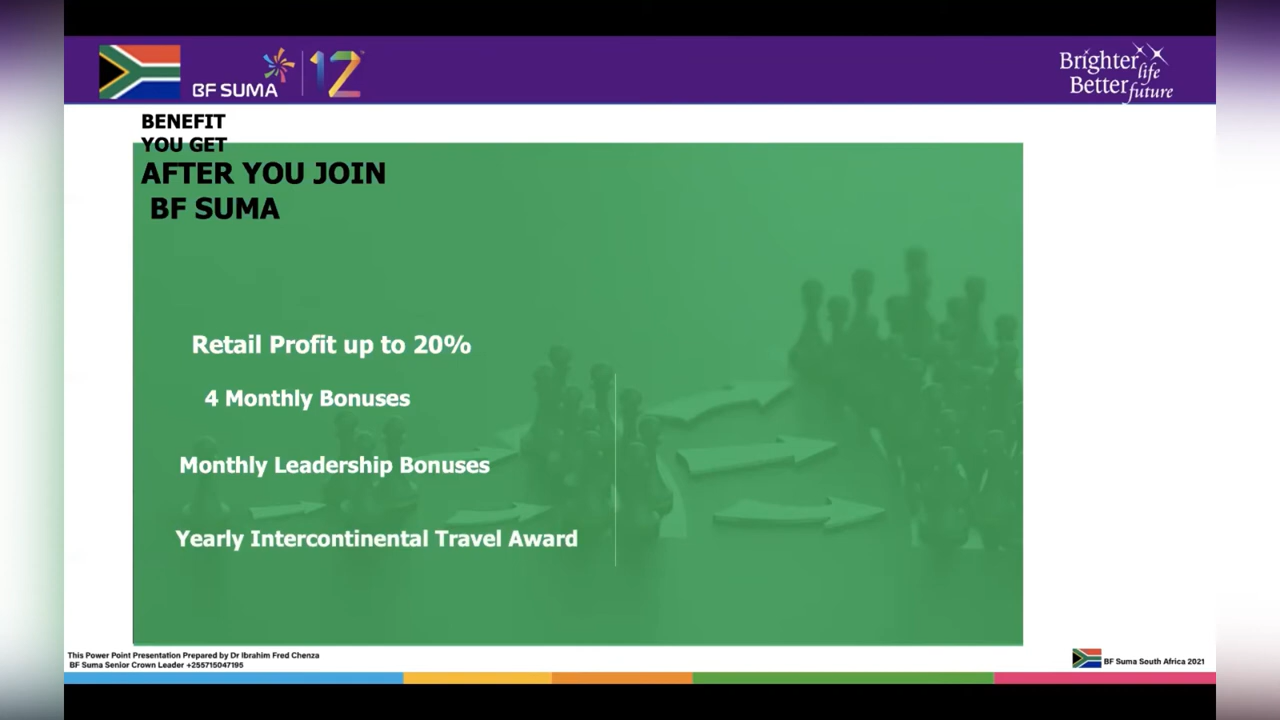 BF SUMA
12
Brighter life
Better future
BENEFIT
YOU GET
AFTER YOU JOIN
BF SUMA
Retail Profit up to 20%
4 Monthly Bonuses
Monthly Leadership Bonuses
Yearly Intercontinental Travel Award
This Power Point Presentation Prepared by Dr Ibrahim Fred Chenza
BF Suma Senior Crown Leader +255715047195
BF Suma South Africa 2021